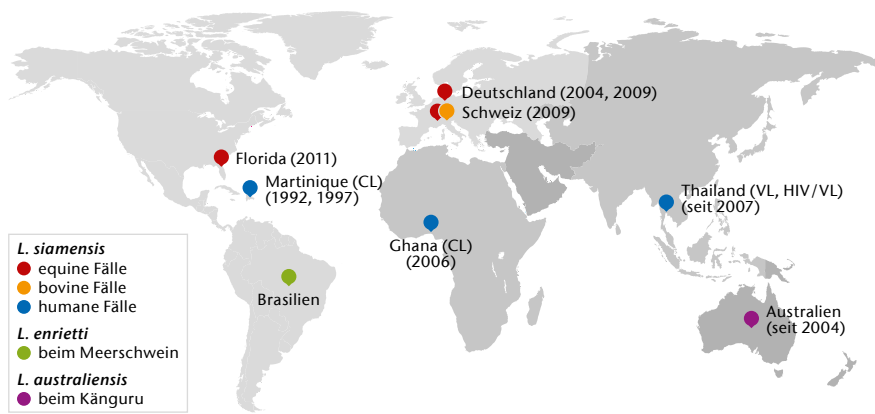 Deutschland (2004, 2009)
Schweiz (2009)
Florida (2011)
Martinique (CL)
(1992, 1997)
Thailand (VL, HIV/VL)
(seit 2007)
Ghana (CL)
(2006)
Brasilien
Australien
(seit 2004)
L. siamensis
equine Fälle
bovine Fälle
humane Fälle
L. enrietti
beim Meerschwein
L. australiensis
beim Känguru